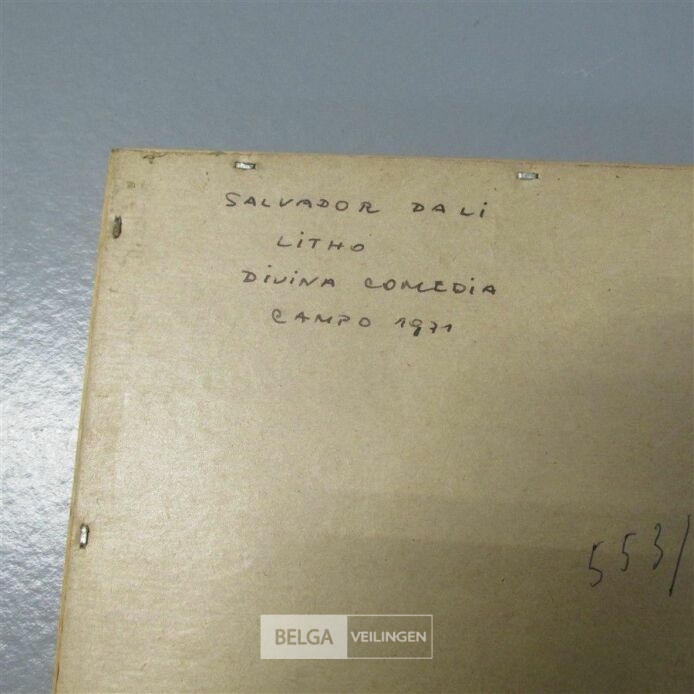 SALVADOR DALi
LiTHO
DiViNA COMEDiA
CAMPO 1971
553/
BELGA VEILINGEN